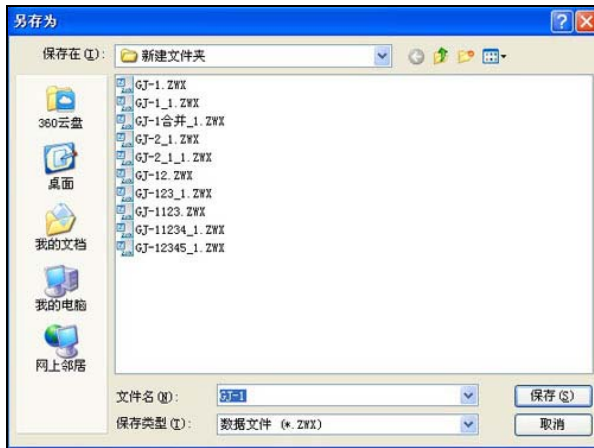 另存为
保存在(I):
新建文件夹
360云盘
桌面
我的文档
我的电脑
网上邻居
GJ-1.ZWX
GJ-1_1.ZWX
GJ-1合并_1.ZWX
GJ-2_1.ZWX
GJ-2_1_1.ZWX
GJ-12.ZWX
GJ-123_1.ZWX
GJ-1123.ZWX
GJ-11234_1.ZWX
GJ-12345_1.ZWX
文件名(N):
GJ-1
保存(S)
保存类型(T):
数据文件 (*.ZWX)
取消